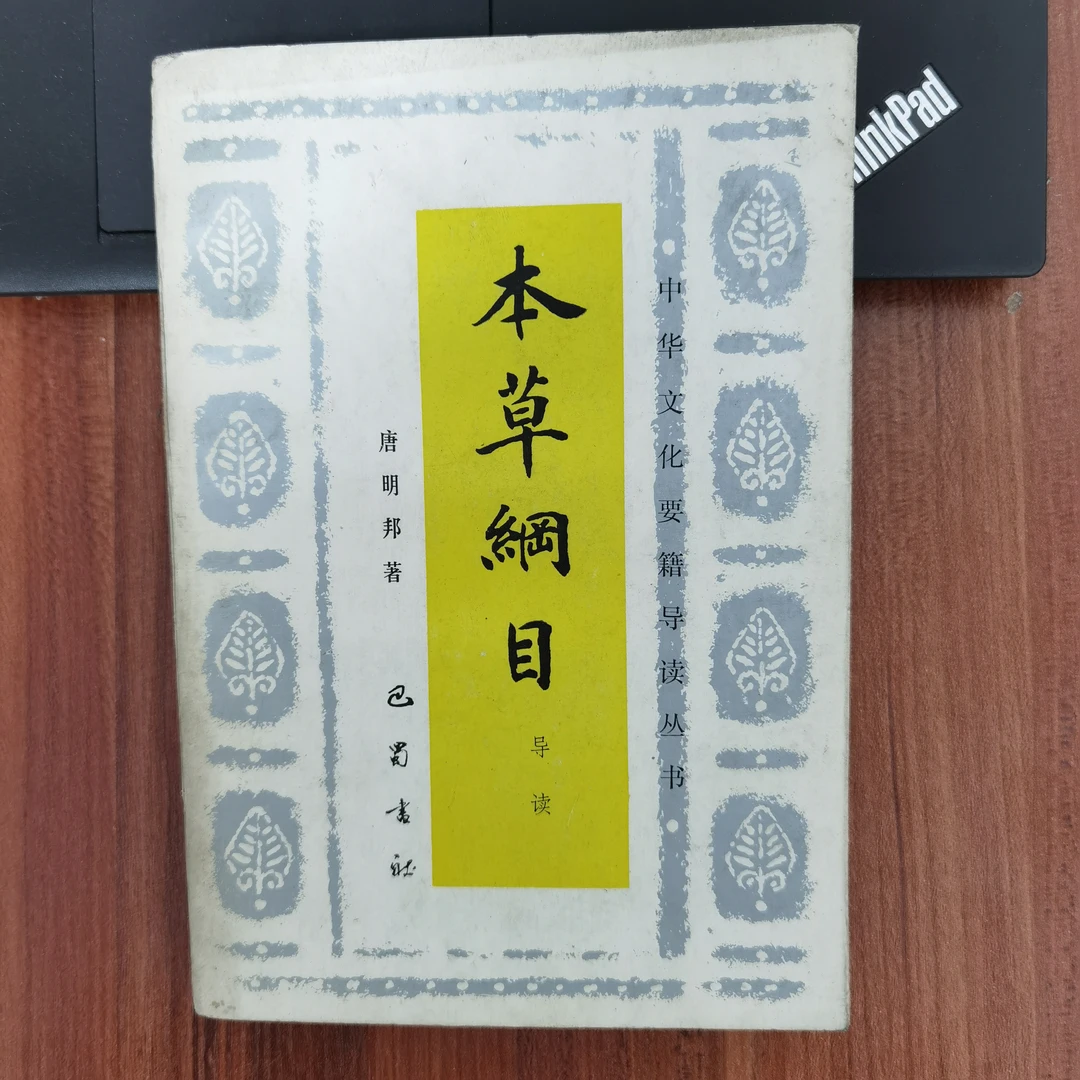 中华文化要籍导读丛书
本草綱目
导读
唐明邦著
巴蜀书社
ThinkPad